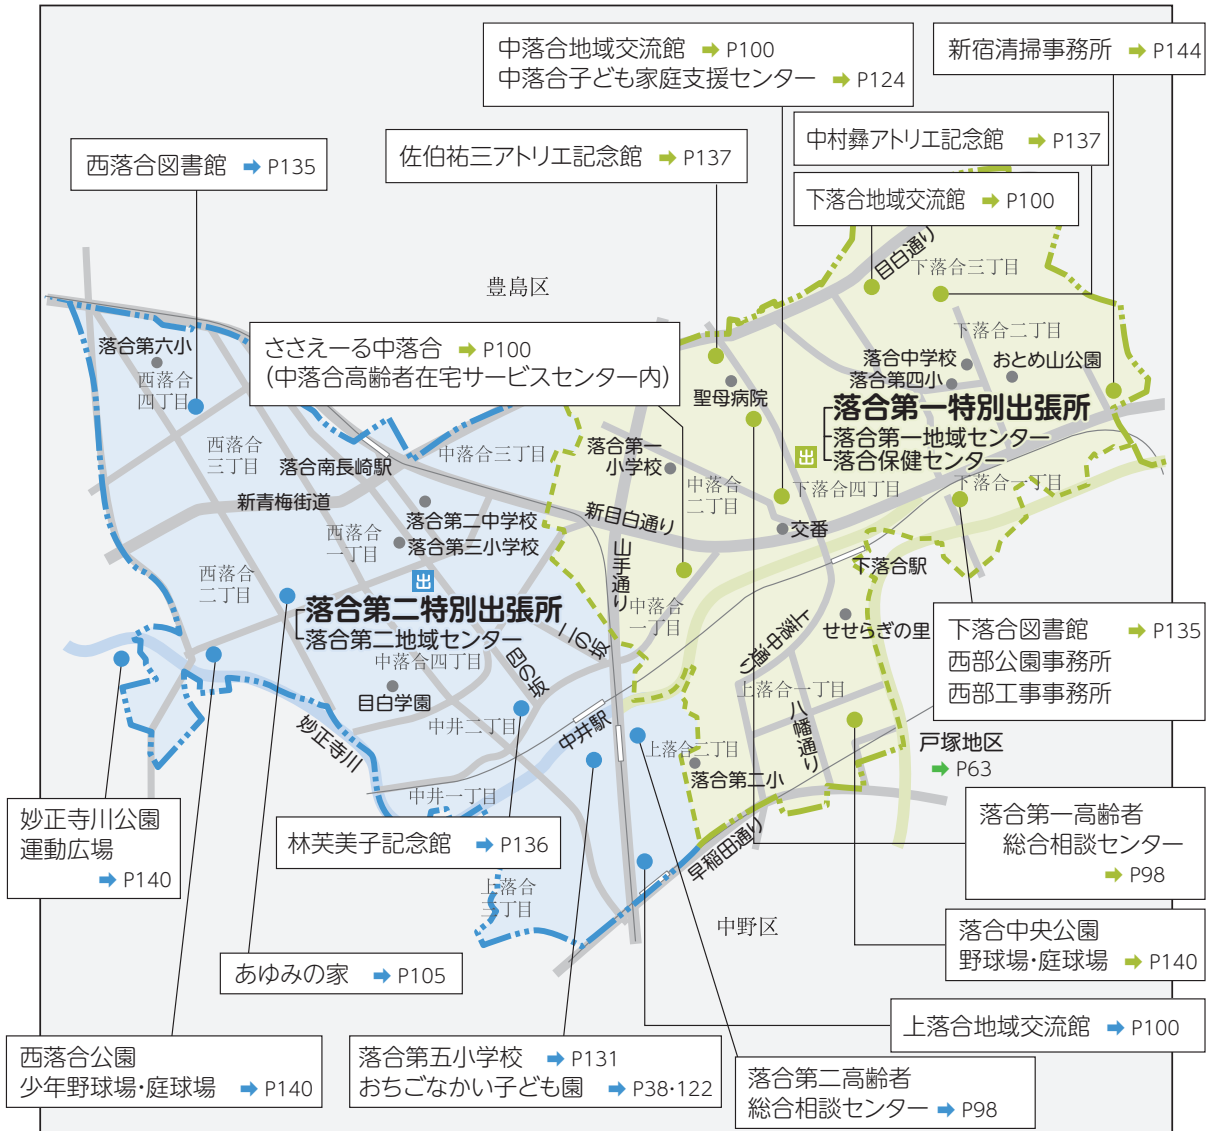 中落合地域交流館 ➡ P100
中落合子ども家庭支援センター ➡ P124
新宿清掃事務所 ➡ P144
西落合図書館 ➡ P135
佐伯祐三アトリエ記念館 ➡ P137
中村彝アトリエ記念館 ➡ P137
下落合地域交流館 ➡ P100
目白通り
下落合三丁目
豊島区
ささえーる中落合 ➡ P100
(中落合高齢者在宅サービスセンター内)
落合第六小
西落合
四丁目
下落合二丁目
落合中学校
おとめ山公園
落合第四小
聖母病院
落合第一特別出張所
出
落合第一地域センター
落合保健センター
西落合
三丁目
落合南長崎駅
中落合三丁目
落合第一
小学校
中落合
二丁目
下落合四丁目
下落合一丁目
新青梅街道
落合第二中学校
新目白通り
交番
西落合
一丁目
落合第三小学校
山手通り
下落合駅
西落合
二丁目
出
落合第二特別出張所
落合第二地域センター
中落合
一丁目
上落中通り
せせらぎの里
下落合図書館 ➡ P135
西部公園事務所
西部工事事務所
二の坂
四の坂
中落合四丁目
目白学園
中井二丁目
妙正寺川
中井駅
上落合一丁目
八幡通り
上落合二丁目
落合第二小
戸塚地区
➡ P63
中井一丁目
妙正寺川公園
運動広場
➡ P140
林芙美子記念館 ➡ P136
早稲田通り
落合第一高齢者
総合相談センター
➡ P98
上落合
三丁目
中野区
落合中央公園
野球場・庭球場 ➡ P140
あゆみの家 ➡ P105
上落合地域交流館 ➡ P100
西落合公園
少年野球場・庭球場 ➡ P140
落合第五小学校 ➡ P131
おちごなかい子ども園 ➡ P38・122
落合第二高齢者
総合相談センター ➡ P98